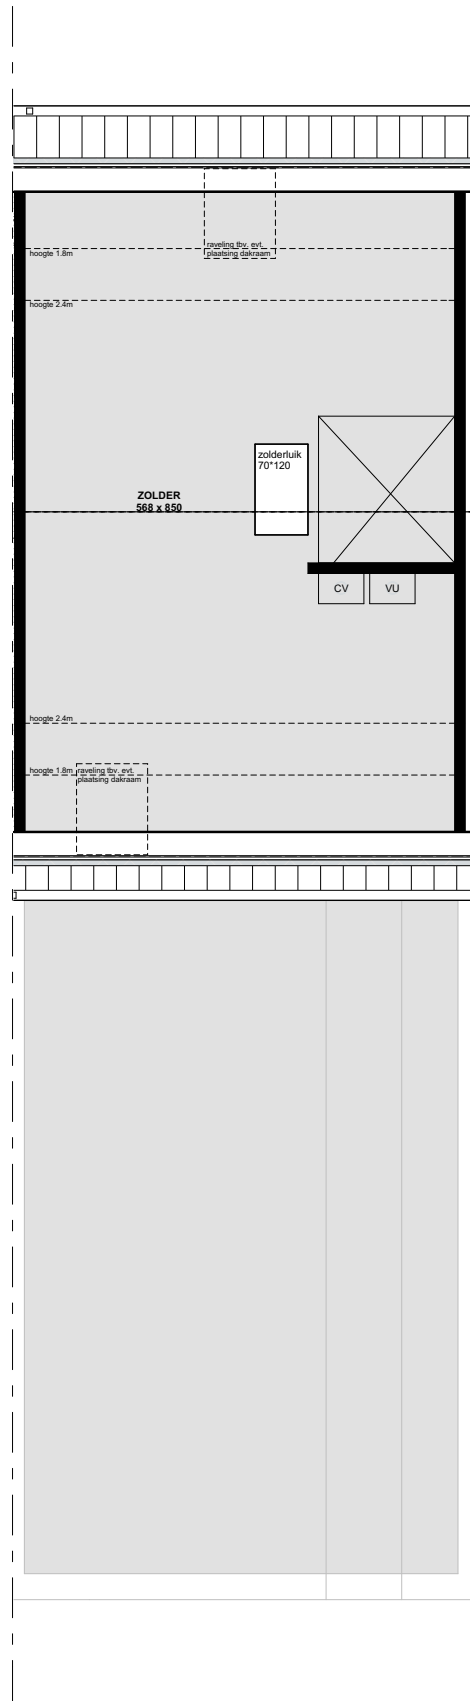 raveling tbv. evt.
plaatsing dakraam
hoogte 1.8m
hoogte 2.4m
zolderluik
70*120
ZOLDER
568 x 850
CV
VU
hoogte 2.4m
hoogte 1.8m
raveling tbv. evt.
plaatsing dakraam